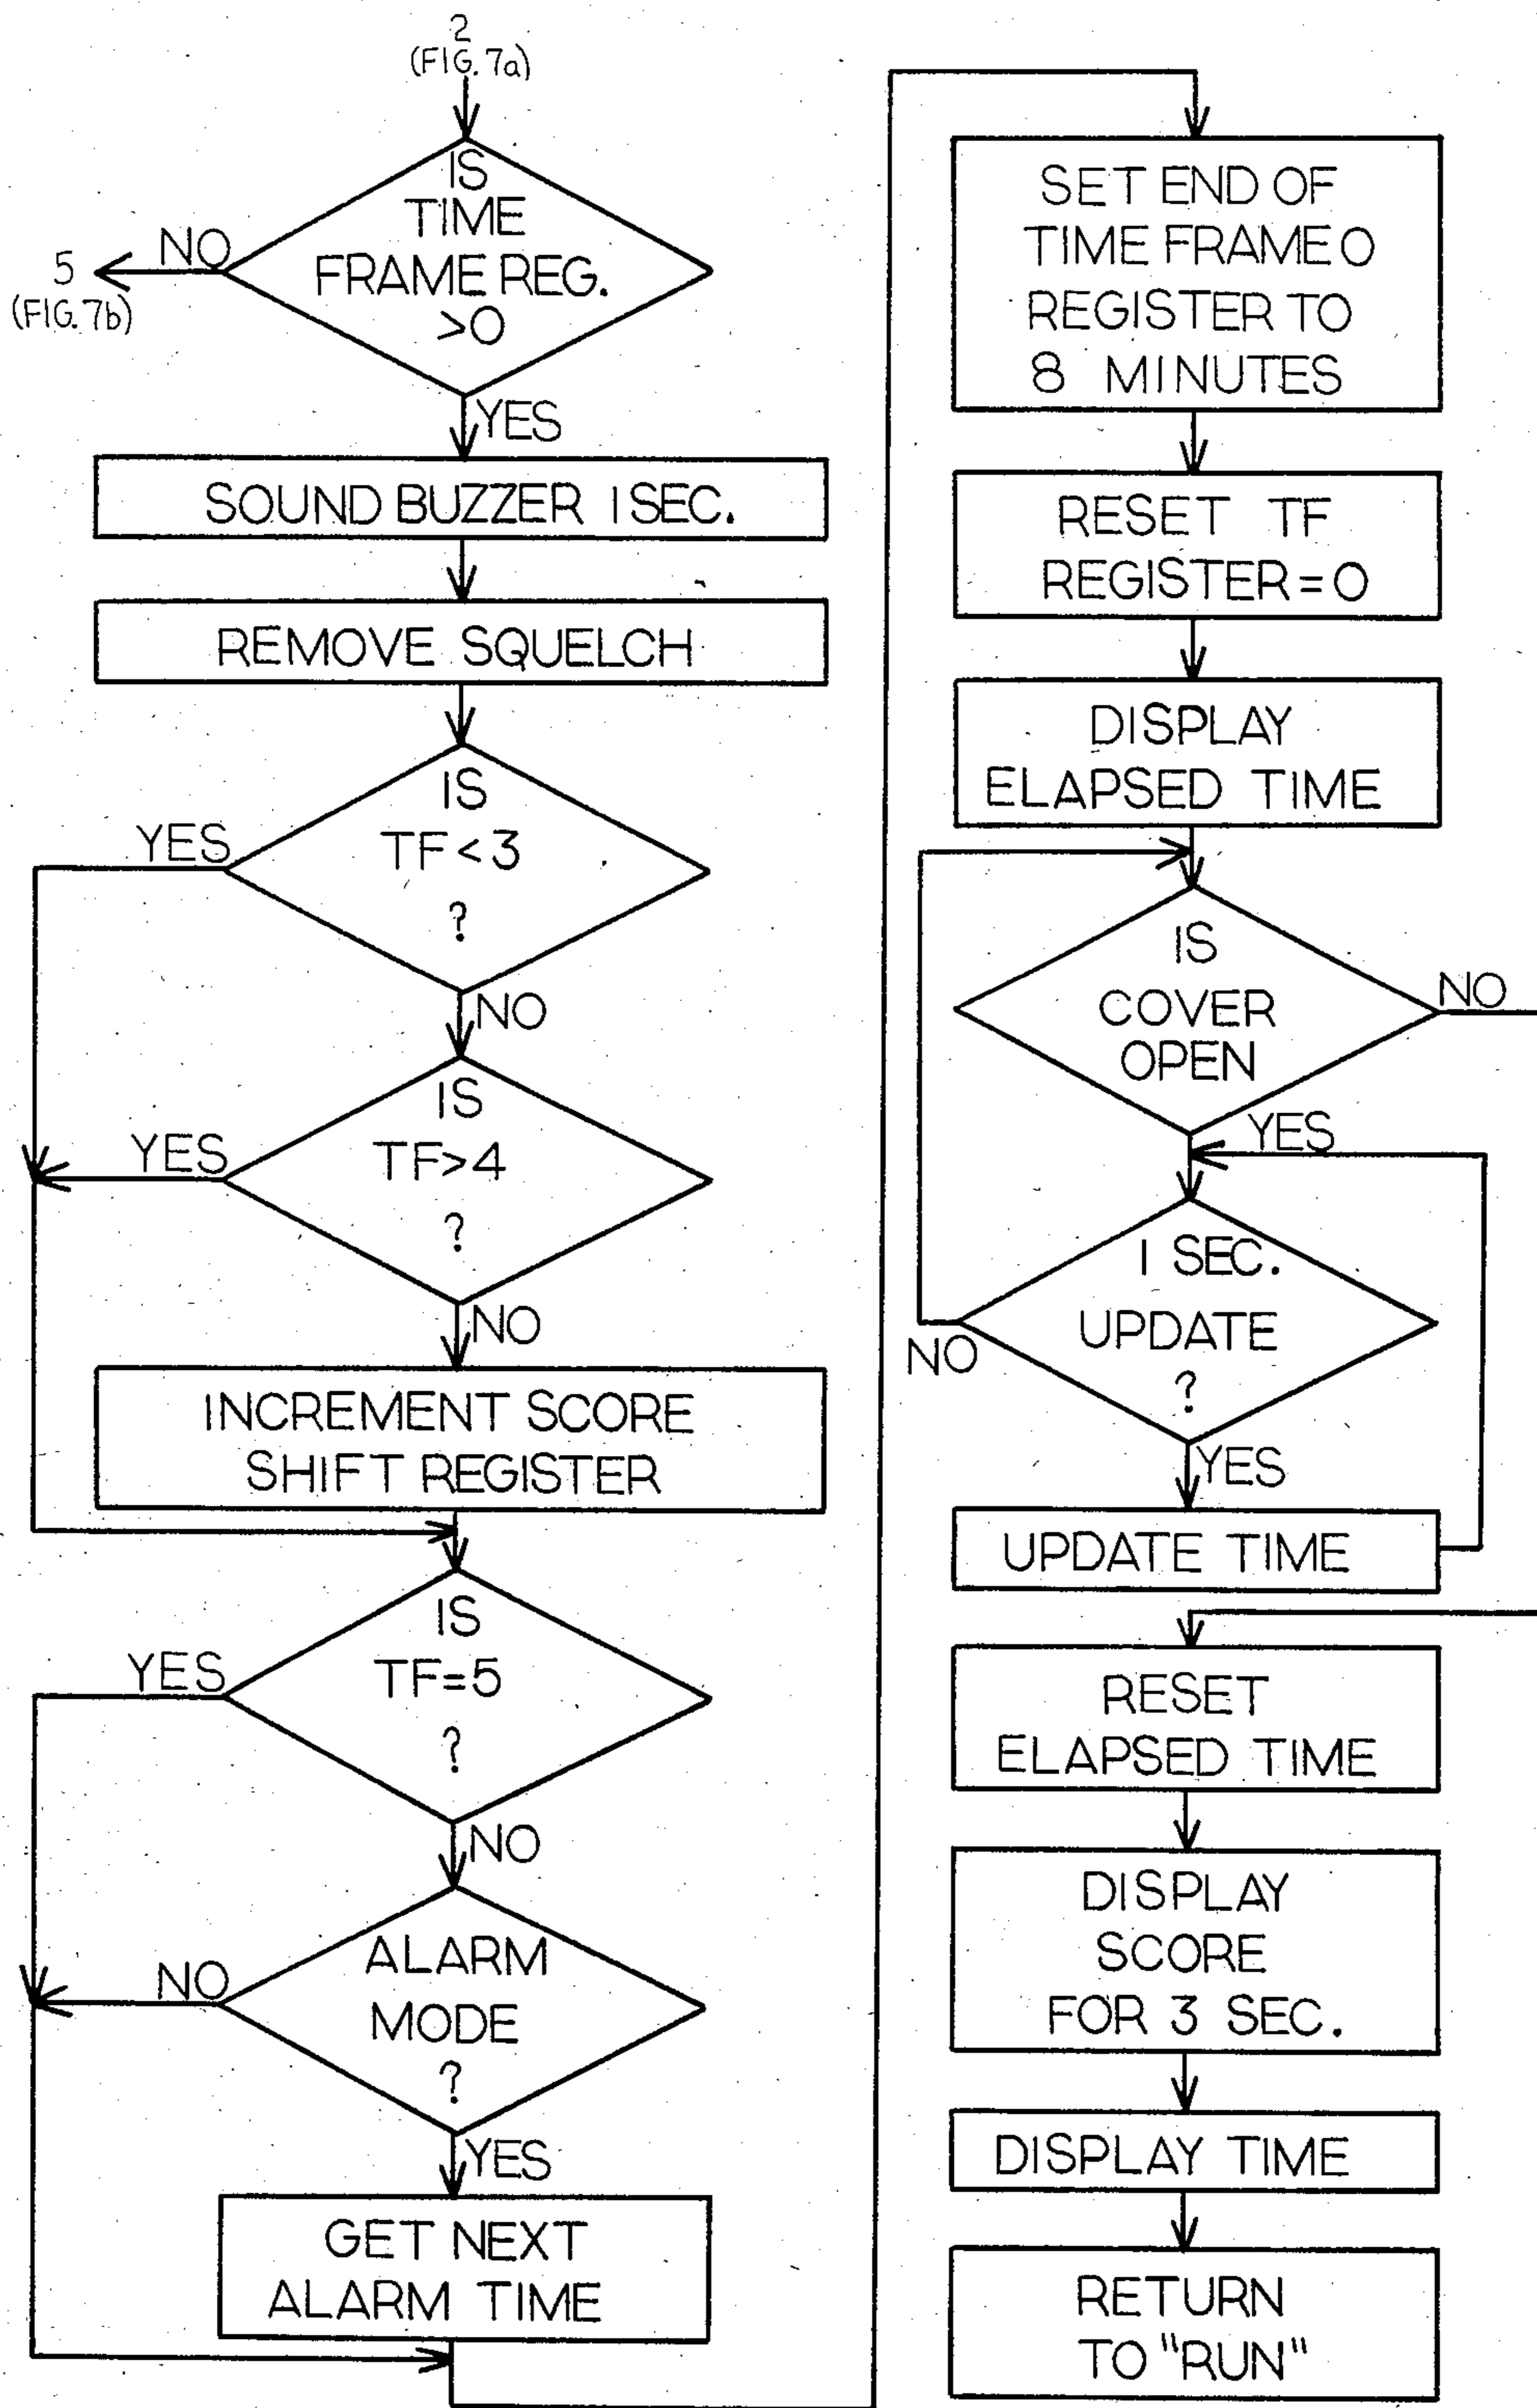 2
(FIG. 7a)
IS
TIME
FRAME REG.
>0
NO
5
(FIG. 7b)
YES
SOUND BUZZER 1 SEC.
REMOVE SQUELCH
IS
TF<3
?
YES
NO
IS
TF>4
?
YES
NO
INCREMENT SCORE
SHIFT REGISTER
IS
TF=5
?
YES
NO
ALARM
MODE
?
NO
YES
GET NEXT
ALARM TIME
SET END OF
TIME FRAME 0
REGISTER TO
8 MINUTES
RESET TF
REGISTER=0
DISPLAY
ELAPSED TIME
IS
COVER
OPEN
NO
YES
1 SEC.
UPDATE
?
NO
YES
UPDATE TIME
RESET
ELAPSED TIME
DISPLAY
SCORE
FOR 3 SEC.
DISPLAY TIME
RETURN
TO "RUN"